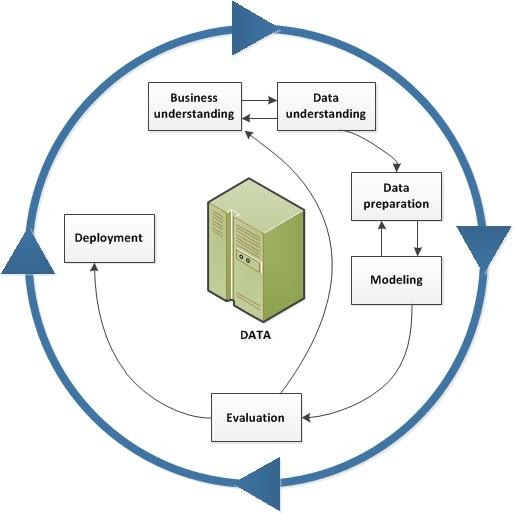 Business
understanding
Data
understanding
Data
preparation
Deployment
Modeling
DATA
Evaluation